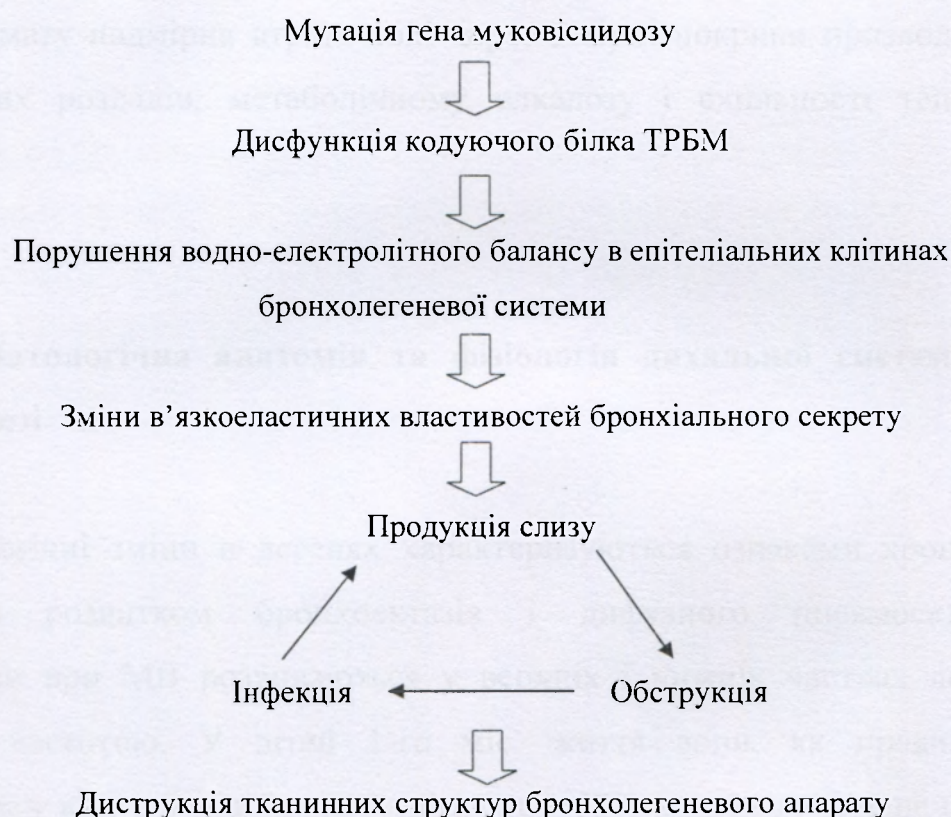 Мутація гена муковісцидозу
Дисфункція кодуючого білка ТРБМ
Порушення водно-електролітного балансу в епітеліальних клітинах
бронхолегеневої системи
Зміни в’язкоеластичних властивостей бронхіального секрету
Продукція слизу
Інфекція Обструкція
Диструкція тканинних структур бронхолегеневого апарату